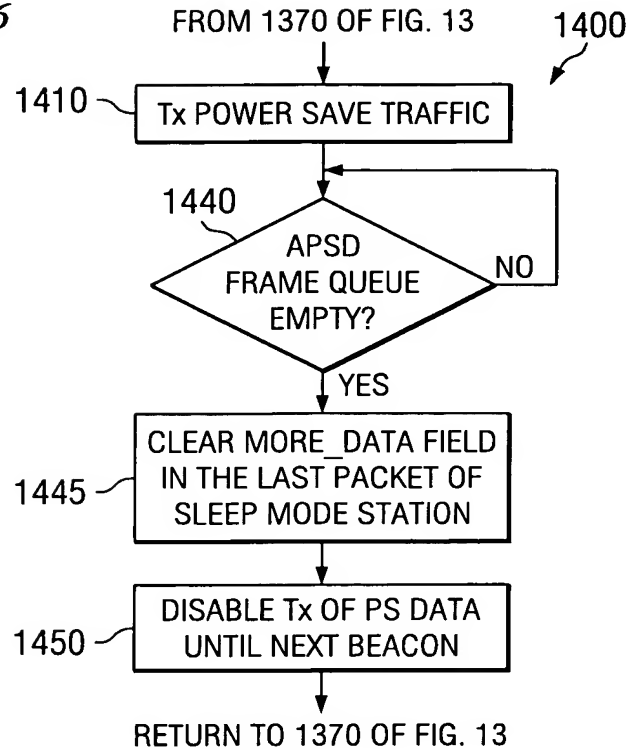 6
FROM 1370 OF FIG. 13
1400
1410
Tx POWER SAVE TRAFFIC
1440
APSD
FRAME QUEUE
EMPTY?
NO
YES
CLEAR MORE_DATA FIELD
IN THE LAST PACKET OF
SLEEP MODE STATION
1445
DISABLE Tx OF PS DATA
UNTIL NEXT BEACON
1450
RETURN TO 1370 OF FIG. 13